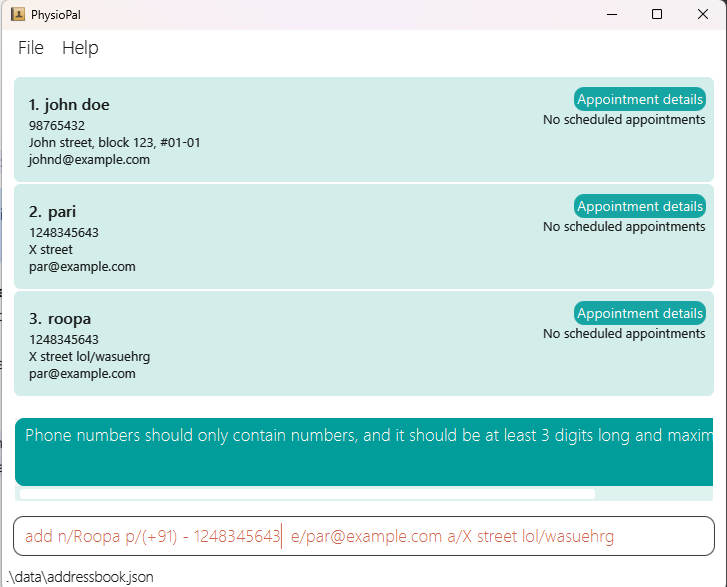 PhysioPal
File Help
1. john doe
Appointment details
98765432
No scheduled appointments
John street, block 123, #01-01
johnd@example.com
2. pari
Appointment details
1248345643
No scheduled appointments
X street
par@example.com
3. roopa
Appointment details
1248345643
No scheduled appointments
X street lol/wasuehrg
par@example.com
Phone numbers should only contain numbers, and it should be at least 3 digits long and maxim
add n/Roopa p/(+91) - 1248345643 e/par@example.com a/X street lol/wasuehrg
.\data\addressbook.json